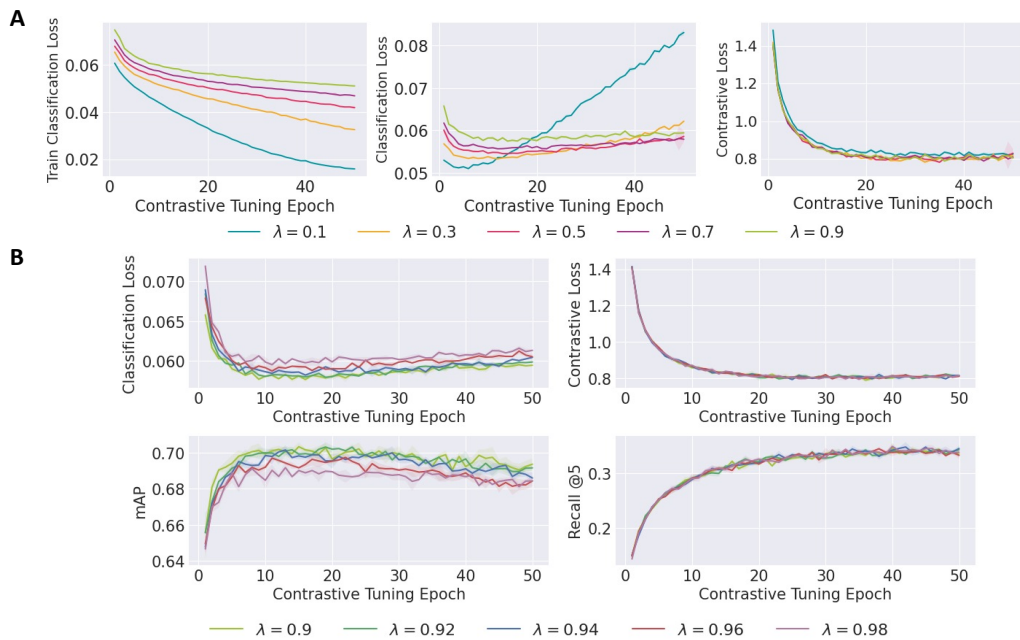 A
Train Classification Loss
0.06
0.04
0.02
0
20
40
Contrastive Tuning Epoch
Classification Loss
0.08
0.07
0.06
0.05
0
20
40
Contrastive Tuning Epoch
Contrastive Loss
1.4
1.2
1.0
0.8
0
20
40
Contrastive Tuning Epoch
λ = 0.1 λ = 0.3 λ = 0.5 λ = 0.7 λ = 0.9
B
Classification Loss
0.070
0.065
0.060
0 10 20 30 40 50
Contrastive Tuning Epoch
Contrastive Loss
1.4
1.2
1.0
0.8
0 10 20 30 40 50
Contrastive Tuning Epoch
mAP
0.70
0.68
0.66
0.64
0 10 20 30 40 50
Contrastive Tuning Epoch
Recall @5
0.3
0.2
0 10 20 30 40 50
Contrastive Tuning Epoch
λ = 0.9 λ = 0.92 λ = 0.94 λ = 0.96 λ = 0.98